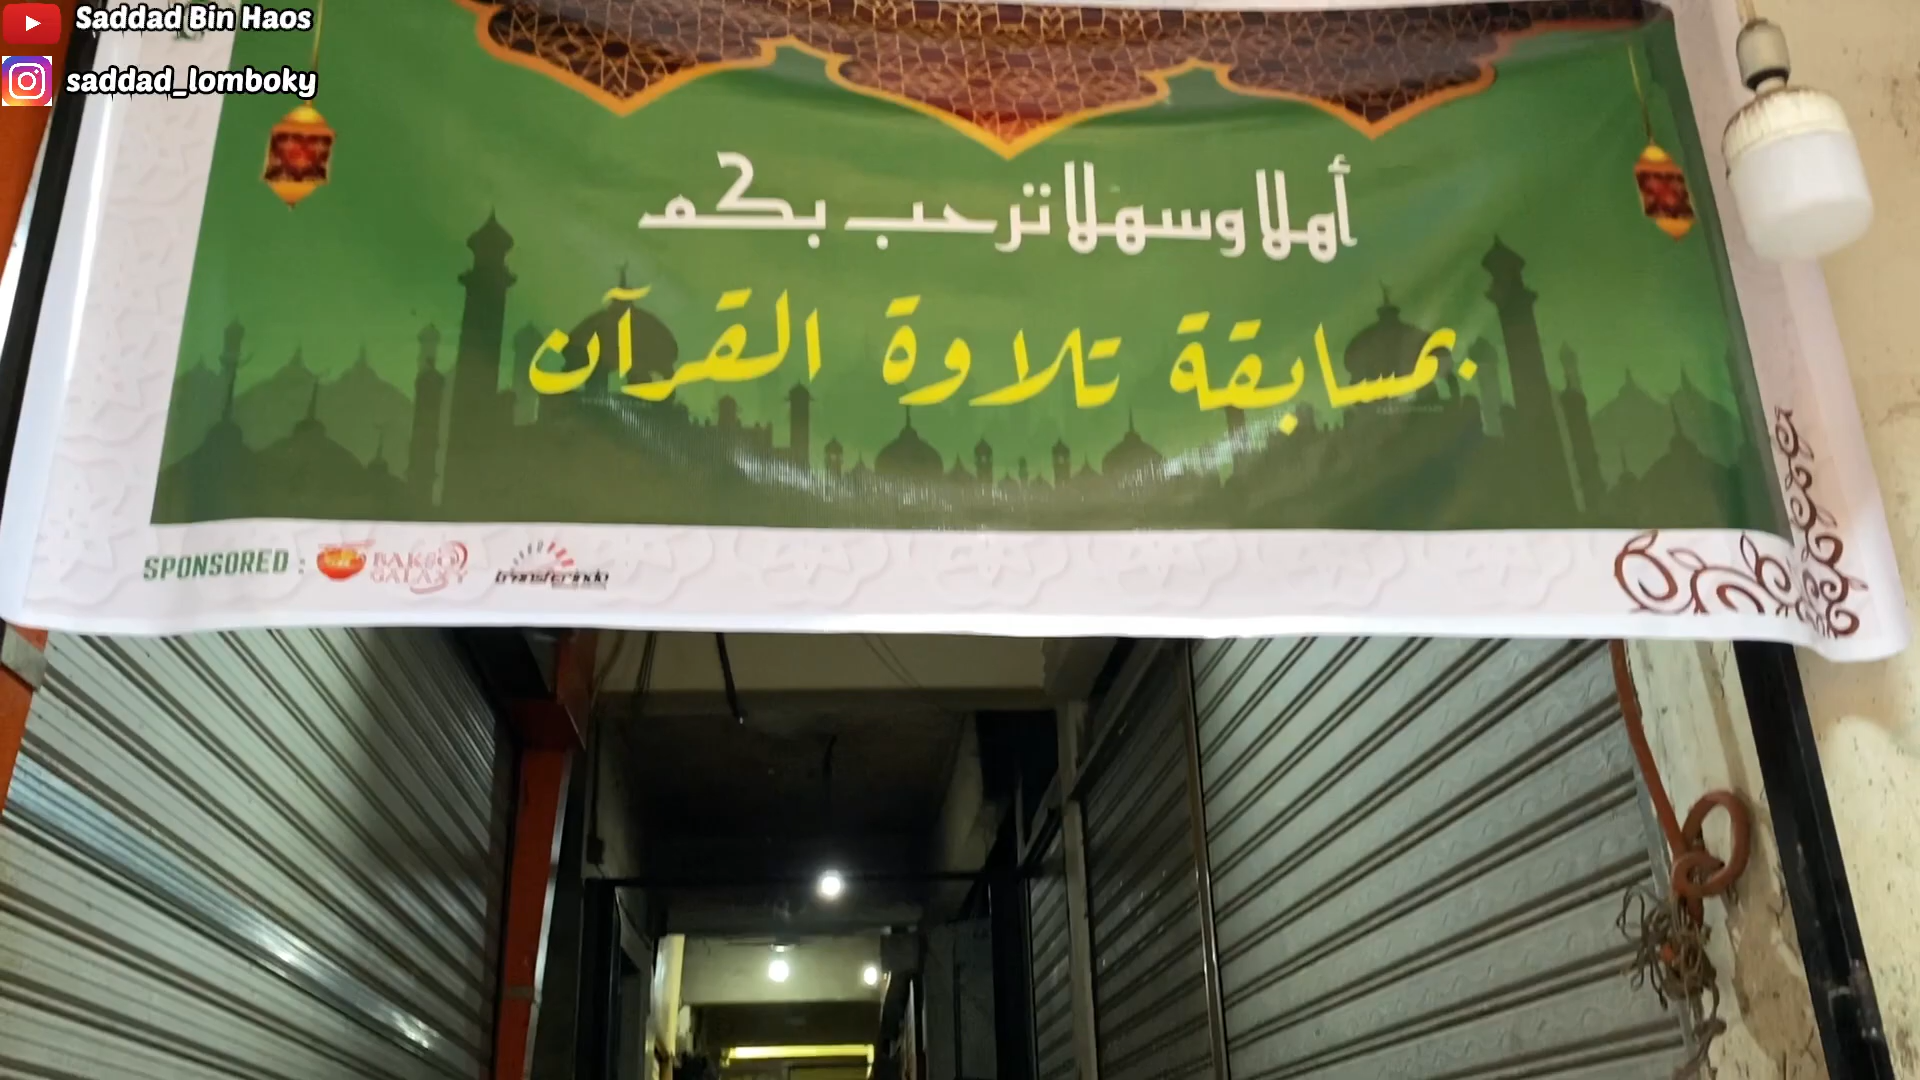 Saddad Bin Haos
saddad_lomboky
أهلا وسهلا ترحب بكم
بمسابقة تلاوة القرآن
SPONSORED :
BAKSO
GALAXY
transferindo